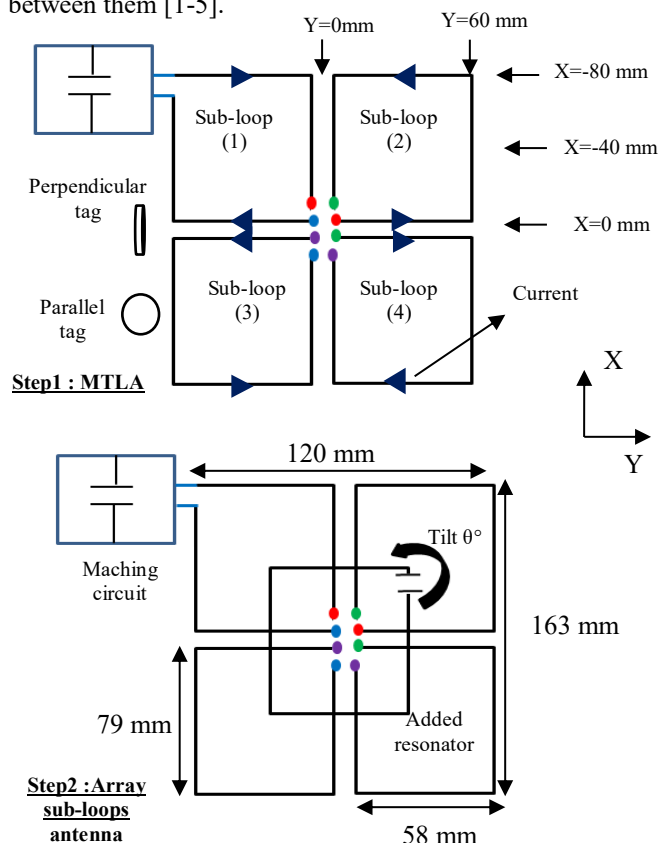 between them [1-5].
Y=0mm
Y=60 mm
X=-80 mm
Sub-loop
(1)
Sub-loop
(2)
X=-40 mm
Perpendicular
tag
X=0 mm
Parallel
tag
Sub-loop
(3)
Sub-loop
(4)
Current
Step1 : MTLA
X
Y
120 mm
Tilt θ°
Maching
circuit
163 mm
79 mm
Added
resonator
Step2 :Array
sub-loops
antenna
58 mm